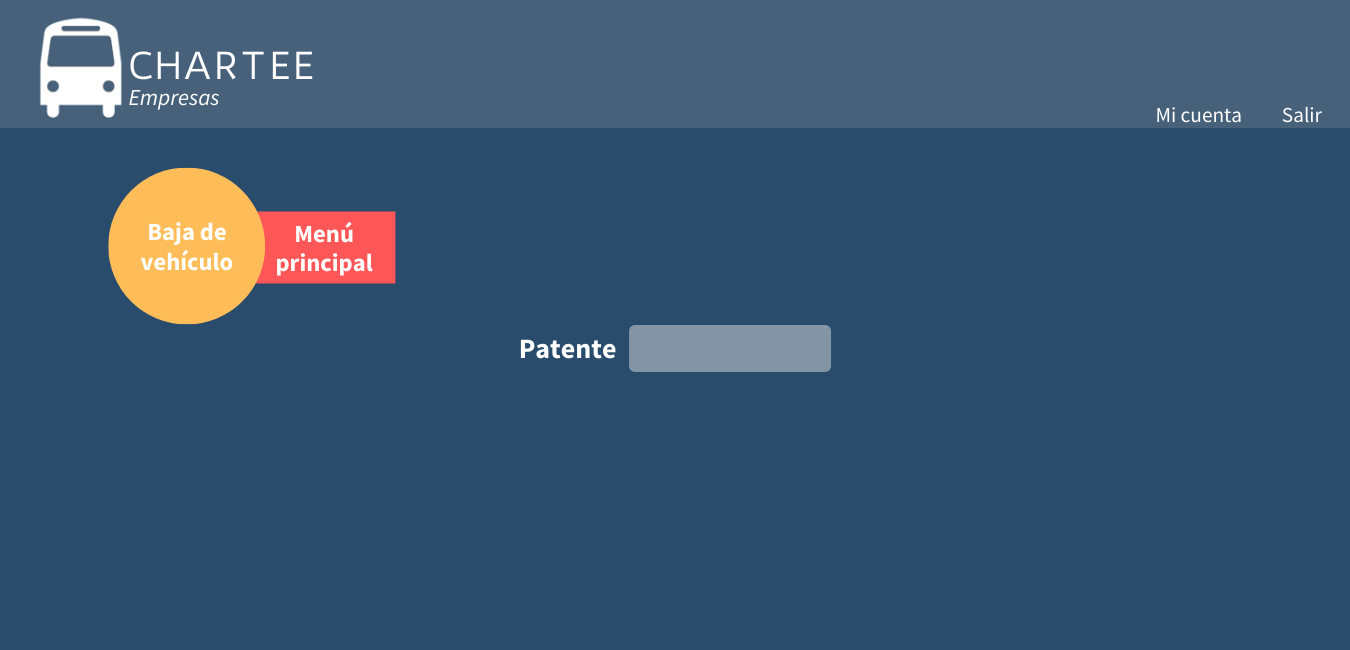 CHARTEE
Empresas
Mi cuenta
Salir
Baja de
vehículo
Menú
principal
Patente